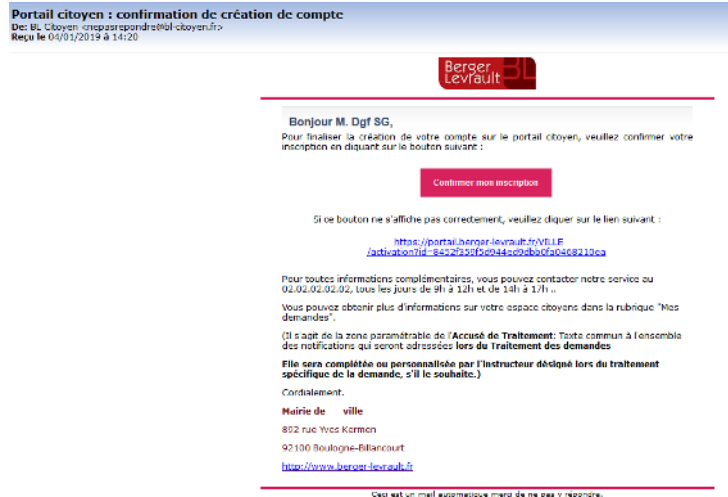 Portail citoyen : confirmation de création de compte
De: BL Citoyen <nepasrepondre@bl-citoyen.fr>
Reçu le 04/01/2019 à 14:20
Berger
Levrault BL
Bonjour M. Dgf SG,
Pour finaliser la création de votre compte sur le portail citoyen, veuillez confirmer votre
inscription en cliquant sur le bouton suivant :
Confirmer mon inscription
Si ce bouton ne s'affiche pas correctement, veuillez cliquer sur le lien suivant :
https://portail.berger-levrault.fr/VILLE
/activation?id=8452f359f5d944ed9dbb0fa0468210ea
Pour toutes informations complémentaires, vous pouvez contacter notre service au
02.02.02.02.02, tous les jours de 9h à 12h et de 14h à 17h ..
Vous pouvez obtenir plus d'informations sur votre espace citoyens dans la rubrique "Mes
demandes".
(Il s'agit de la zone paramétrable de l'Accusé de Traitement: Texte commun à l'ensemble
des notifications qui seront adressées lors du Traitement des demandes
Elle sera complétée ou personnalisée par l'instructeur désigné lors du traitement
spécifique de la demande, s'il le souhaite.)
Cordialement.
Mairie de ville
892 rue Yves Kermen
92100 Boulogne-Billancourt
http://www.berger-levrault.fr
Ceci est un mail automatique merci de ne pas y répondre.